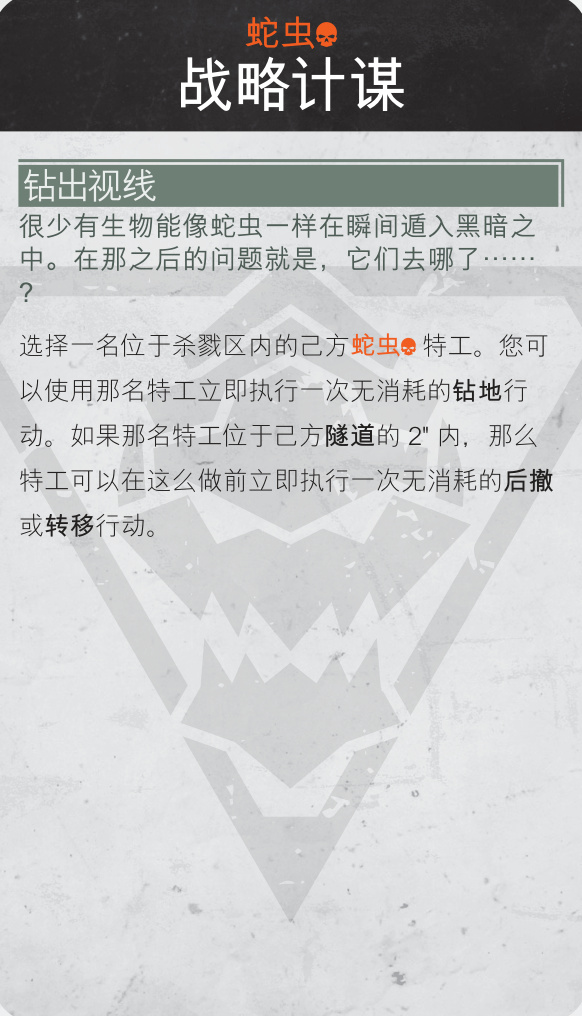 蛇虫
战略计谋
钻出视线
很少有生物能像蛇虫一样在瞬间遁入黑暗之
中。在那之后的问题就是，它们去哪了……
？
选择一名位于杀戮区内的己方蛇虫特工。您可
以使用那名特工立即执行一次无消耗的钻地行
动。如果那名特工位于己方隧道的 2" 内，那么
特工可以在这么做前立即执行一次无消耗的后撤
或转移行动。